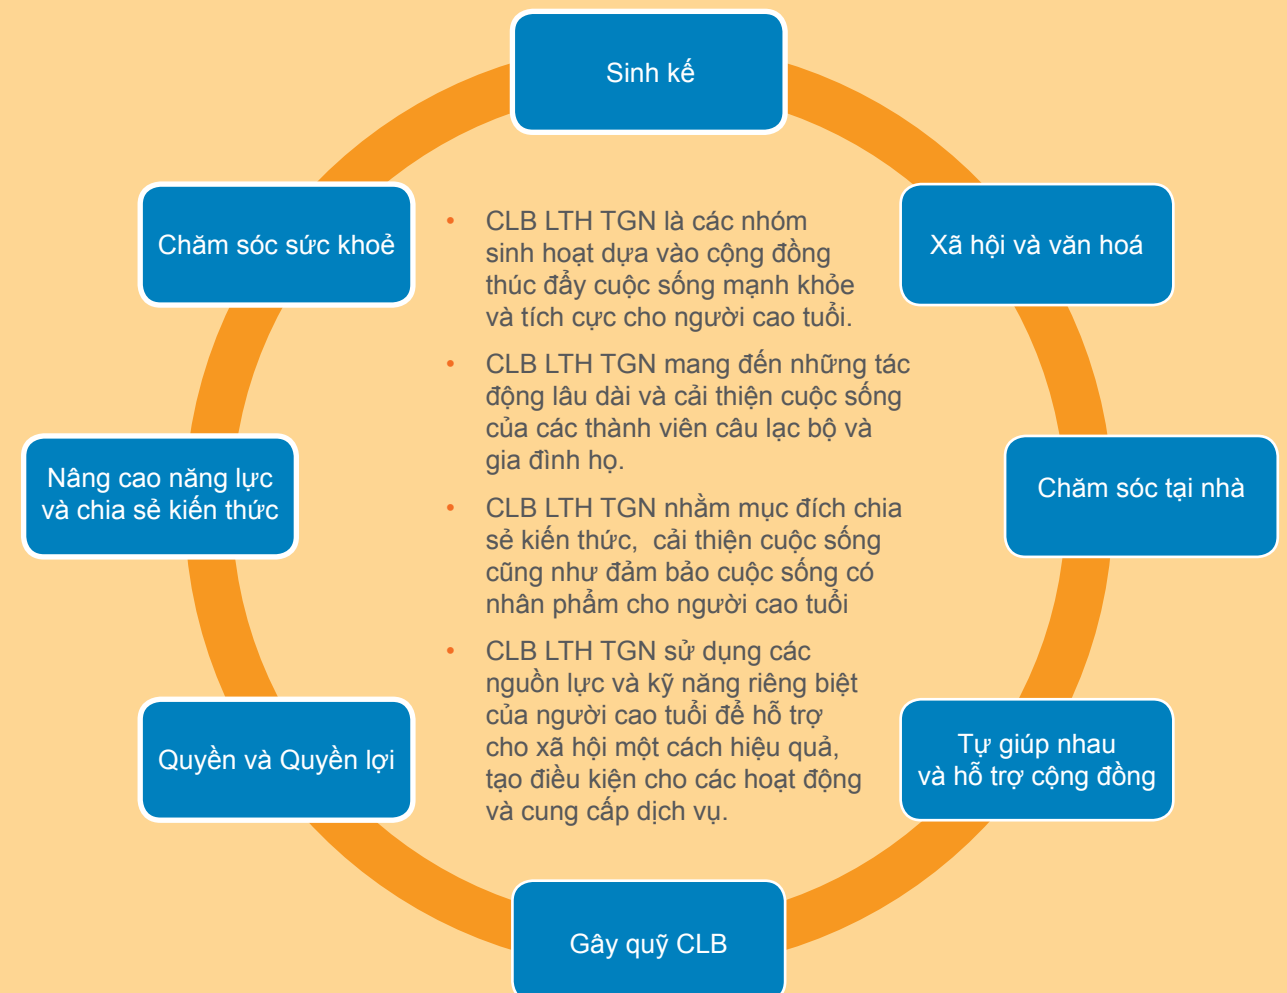 Sinh kế
Chăm sóc sức khoẻ
Xã hội và văn hoá
Nâng cao năng lực
và chia sẻ kiến thức
Chăm sóc tại nhà
Quyền và Quyền lợi
Tự giúp nhau
và hỗ trợ cộng đồng
Gây quỹ CLB
• CLB LTH TGN là các nhóm
sinh hoạt dựa vào cộng đồng
thúc đẩy cuộc sống mạnh khỏe
và tích cực cho người cao tuổi.
• CLB LTH TGN mang đến những tác
động lâu dài và cải thiện cuộc sống
của các thành viên câu lạc bộ và
gia đình họ.
• CLB LTH TGN nhằm mục đích chia
sẻ kiến thức, cải thiện cuộc sống
cũng như đảm bảo cuộc sống có
nhân phẩm cho người cao tuổi
• CLB LTH TGN sử dụng các
nguồn lực và kỹ năng riêng biệt
của người cao tuổi để hỗ trợ
cho xã hội một cách hiệu quả,
tạo điều kiện cho các hoạt động
và cung cấp dịch vụ.